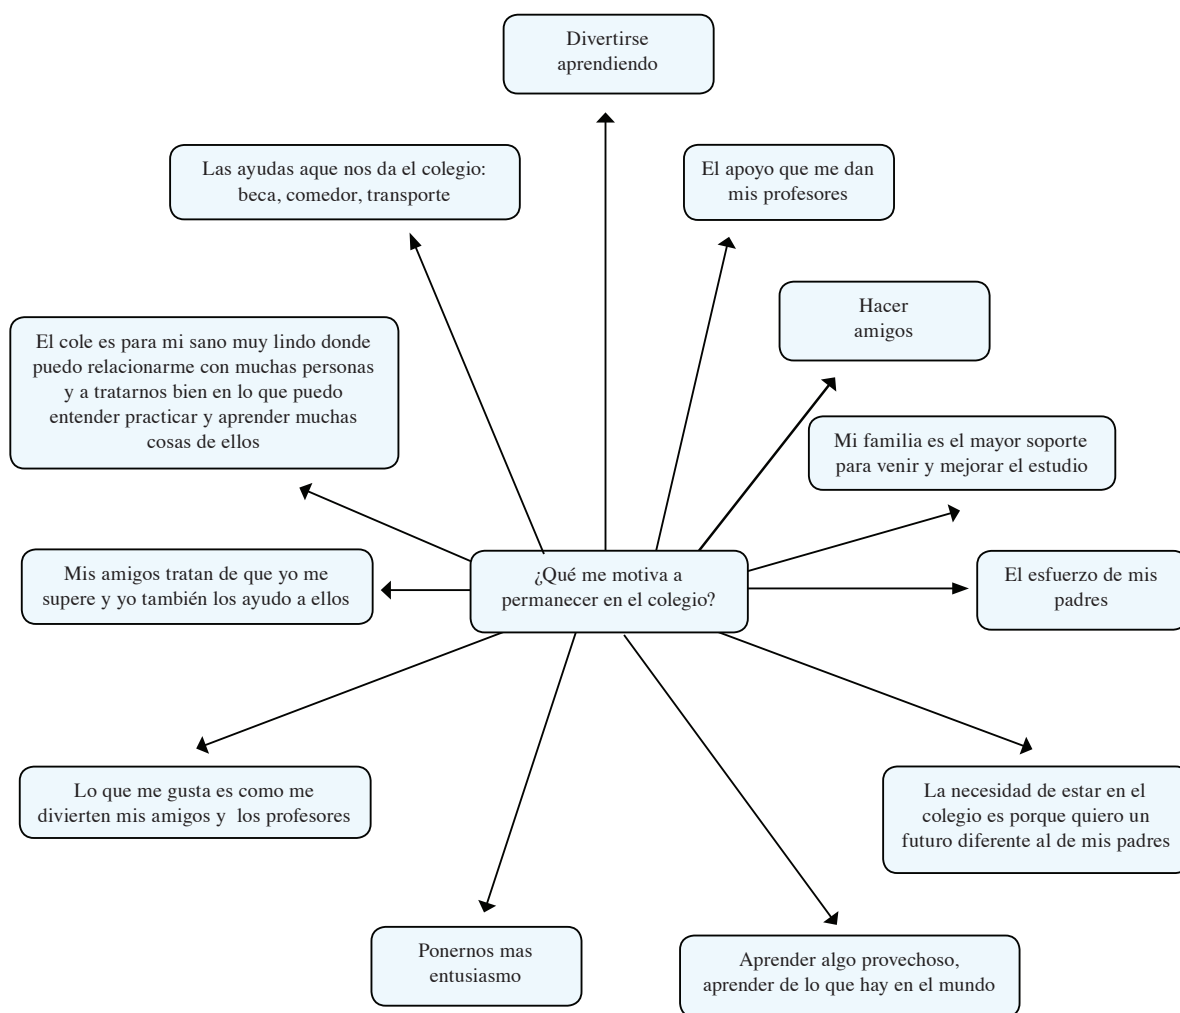 Divertirse
aprendiendo
Las ayudas aque nos da el colegio:
beca, comedor, transporte
El apoyo que me dan
mis profesores
Hacer
amigos
El cole es para mi sano muy lindo donde
puedo relacionarme con muchas personas
y a tratarnos bien en lo que puedo
entender practicar y aprender muchas
cosas de ellos
Mi familia es el mayor soporte
para venir y mejorar el estudio
Mis amigos tratan de que yo me
supere y yo también los ayudo a ellos
¿Qué me motiva a
permanecer en el colegio?
El esfuerzo de mis
padres
Lo que me gusta es como me
divierten mis amigos y  los profesores
La necesidad de estar en el
colegio es porque quiero un
futuro diferente al de mis padres
Ponernos mas
entusiasmo
Aprender algo provechoso,
aprender de lo que hay en el mundo